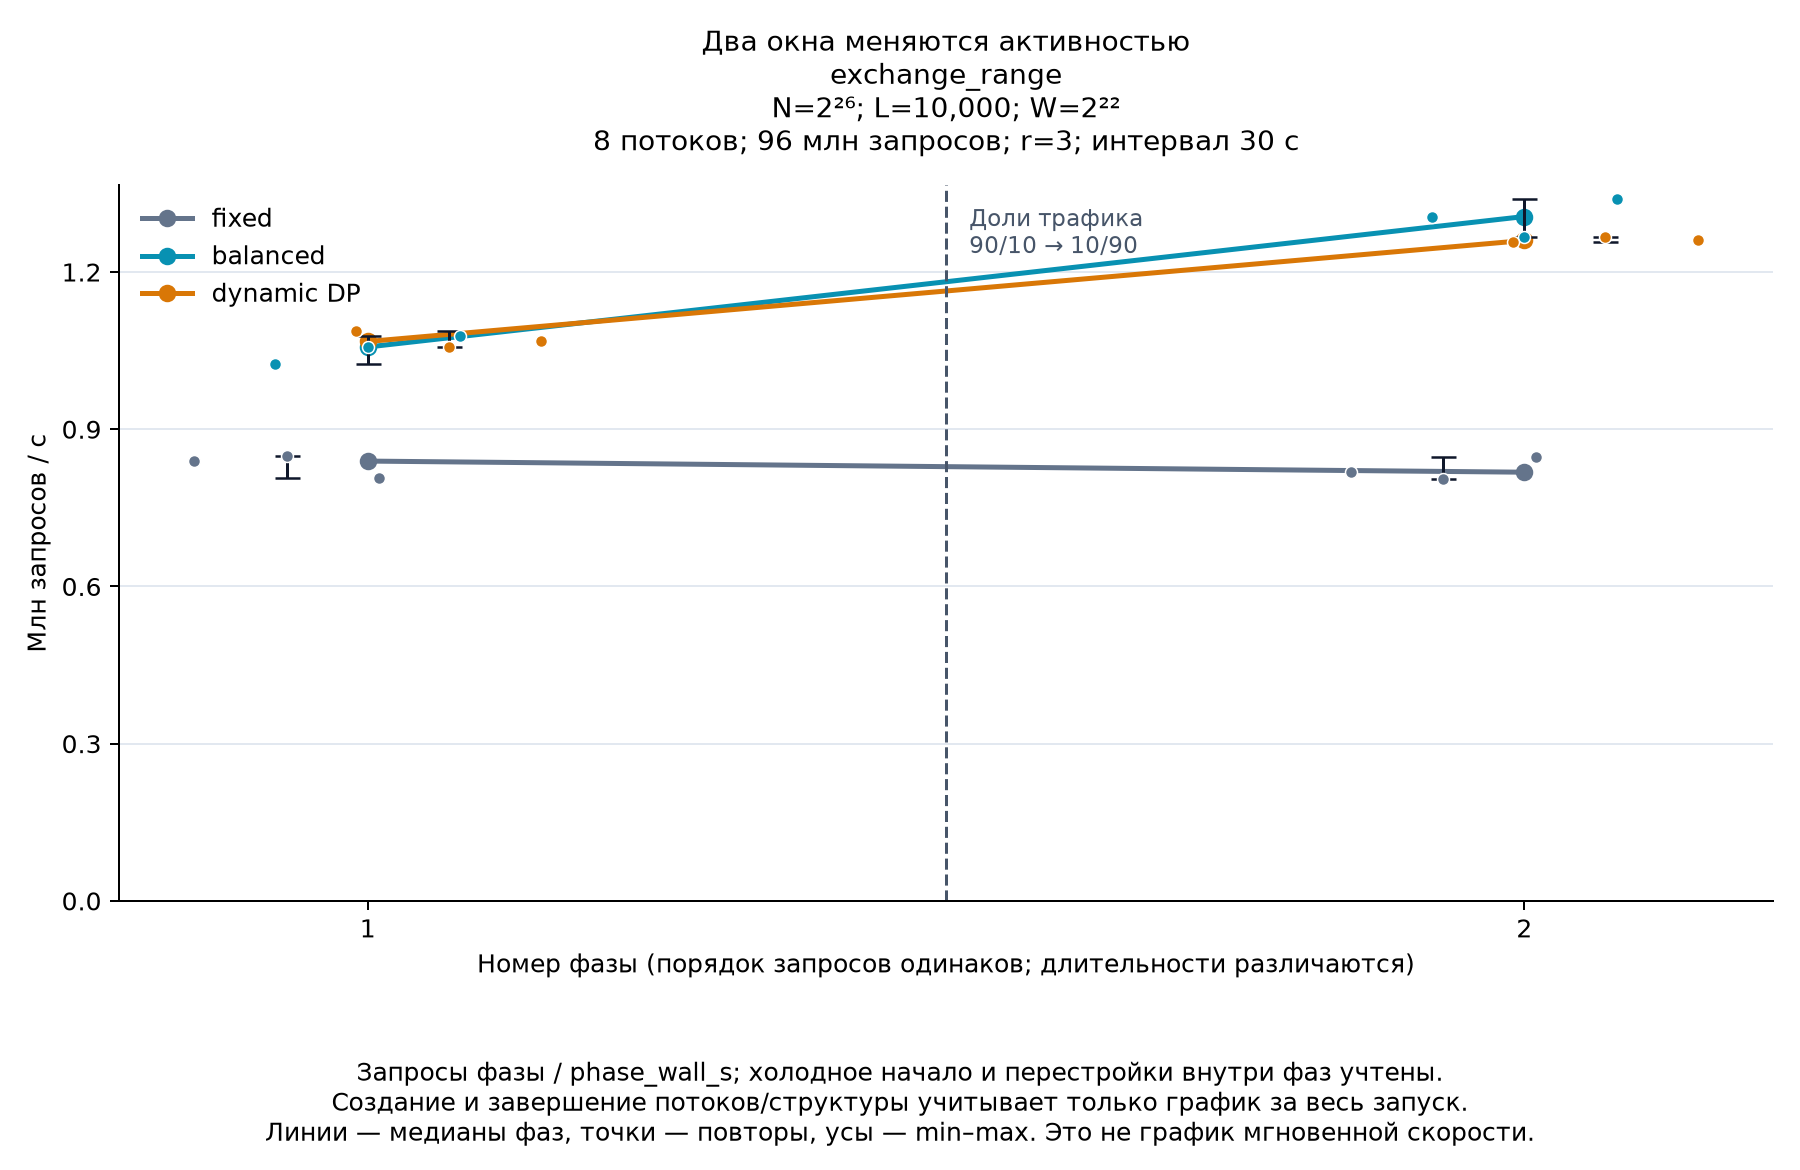 Два окна меняются активностью
exchange_range
N=2²⁶; L=10,000; W=2²²
8 потоков; 96 млн запросов; r=3; интервал 30 с
fixed
balanced
dynamic DP
Доли трафика
90/10 → 10/90
Млн запросов / с
1.2
0.9
0.6
0.3
0.0
1
2
Номер фазы (порядок запросов одинаков; длительности различаются)
Запросы фазы / phase_wall_s; холодное начало и перестройки внутри фаз учтены.
Создание и завершение потоков/структуры учитывает только график за весь запуск.
Линии — медианы фаз, точки — повторы, усы — min–max. Это не график мгновенной скорости.